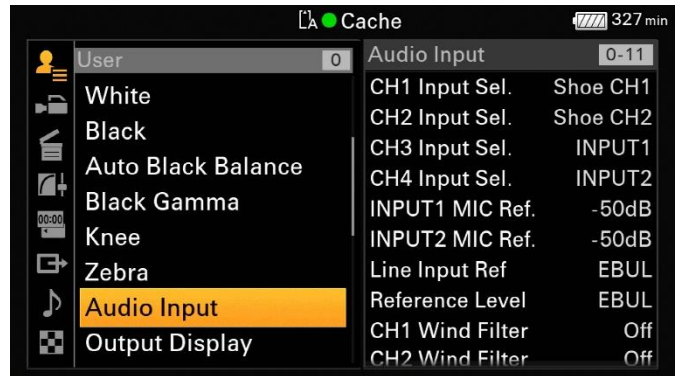 A Cache 327 min
User 0
White
Black
Auto Black Balance
Black Gamma
Knee
Zebra
Audio Input
Output Display
00:00
Audio Input 0-11
CH1 Input Sel. Shoe CH1
CH2 Input Sel. Shoe CH2
CH3 Input Sel. INPUT1
CH4 Input Sel. INPUT2
INPUT1 MIC Ref. -50dB
INPUT2 MIC Ref. -50dB
Line Input Ref EBUL
Reference Level EBUL
CH1 Wind Filter Off
CH2 Wind Filter Off